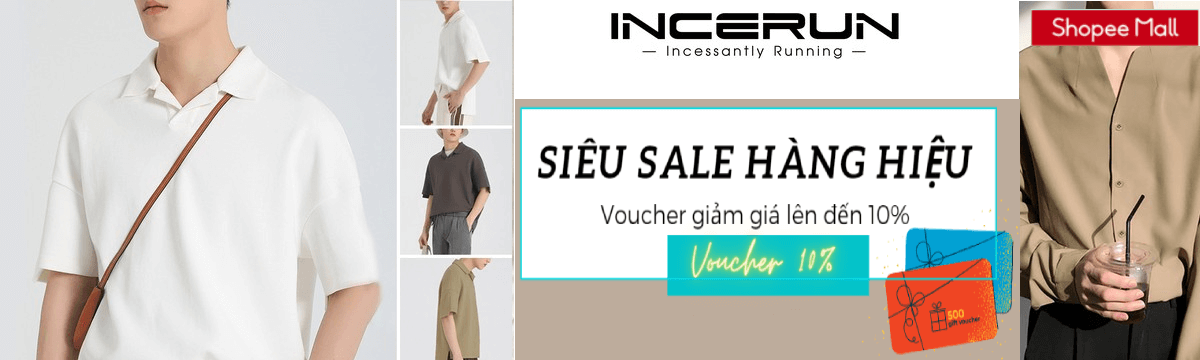 INCERUN
— Incessantly Running —
Shopee Mall
SIÊU SALE HÀNG HIỆU
Voucher giảm giá lên đến 10%
Voucher 10%
500
gift voucher